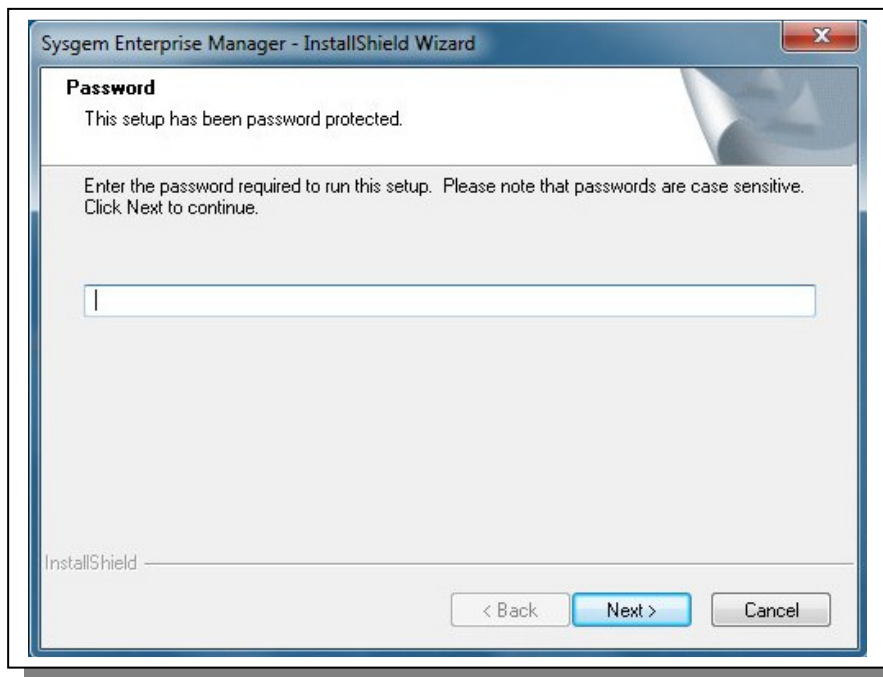 Sysgem Enterprise Manager - InstallShield Wizard
Password
This setup has been password protected.
Enter the password required to run this setup.  Please note that passwords are case sensitive.
Click Next to continue.
InstallShield
< Back
Next >
Cancel